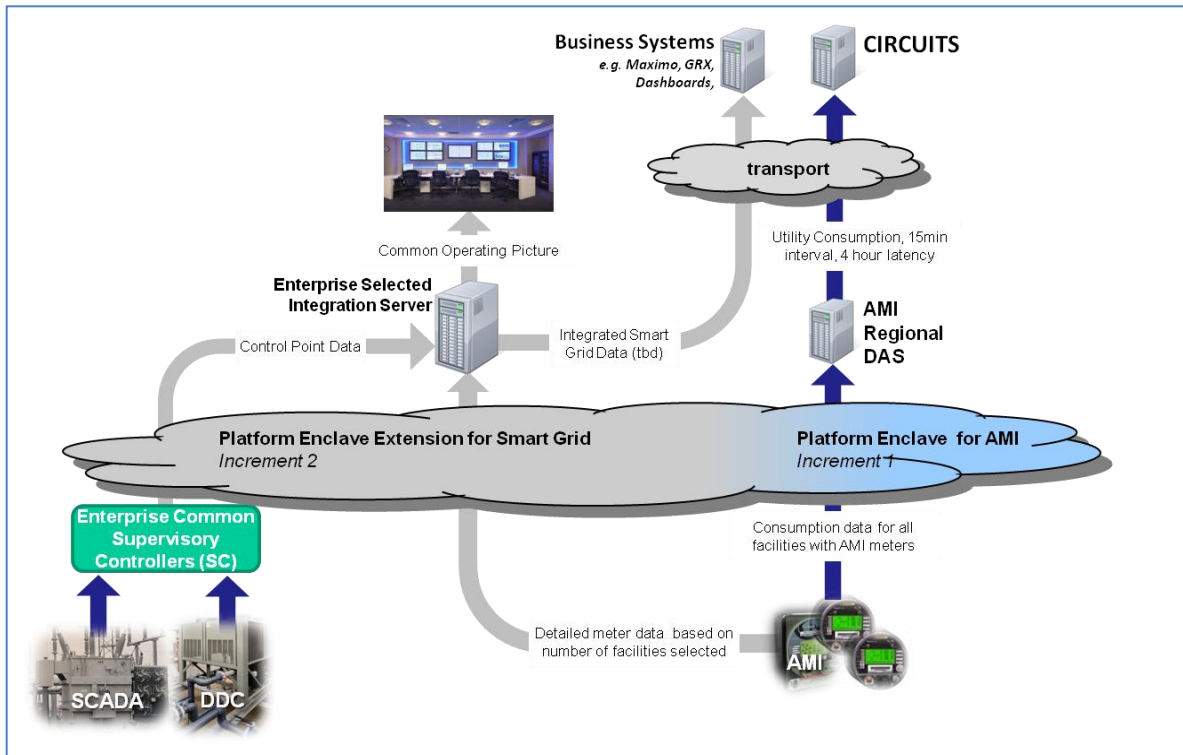 Business Systems
e.g. Maximo, GRX,
Dashboards,
CIRCUITS
transport
Common Operating Picture
Utility Consumption, 15min
interval, 4 hour latency
Enterprise Selected
Integration Server
AMI
Regional
DAS
Control Point Data
Integrated Smart
Grid Data (tbd)
Platform Enclave Extension for Smart Grid
Increment 2
Platform Enclave for AMI
Increment 1
Enterprise Common
Supervisory
Controllers (SC)
Consumption data for all
facilities with AMI meters
Detailed meter data based on
number of facilities selected
AMI
SCADA
DDC